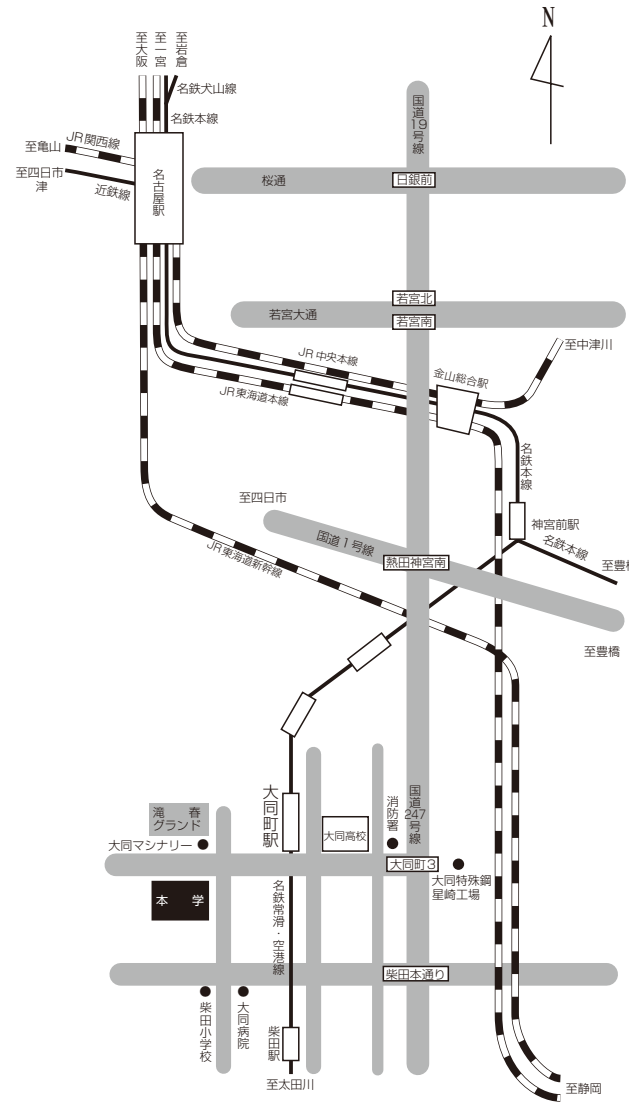 N
至大阪
至一宮
至岩倉
名鉄犬山線
名鉄本線
国道19号線
JR関西線
至亀山
至四日市
津
近鉄線
名古屋駅
桜通
日銀前
若宮北
若宮大通
若宮南
至中津川
JR中央本線
金山総合駅
JR東海道本線
名鉄本線
至四日市
神宮前駅
国道1号線
名鉄本線
熱田神宮南
JR東海道新幹線
至豊橋
至豊橋
大同町駅
国道247号線
消防署
滝 春
グランド
大同高校
大同マシナリー
大同町3
大同特殊鋼
星崎工場
本 学
名鉄常滑・空港線
柴田本通り
柴田小学校
大同病院
柴田駅
至太田川
至静岡